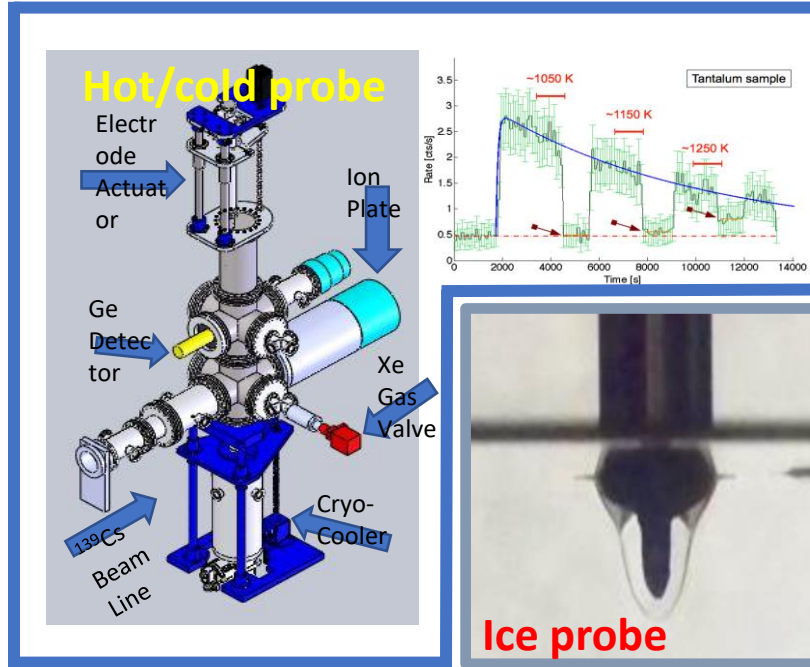 Hot/cold probe
Electr
ode
Actuat
or
Ion
Plate
Ge
Detec
tor
Xe
Gas
Valve
Cryo-
Cooler
¹³⁹Cs
Beam
Line
Tantalum sample
~1050 K
~1150 K
~1250 K
Rate [cts/s]
3.5
3
2.5
2
1.5
1
0.5
0
0 2000 4000 6000 8000 10000 12000 14000
Time [s]
Ice probe